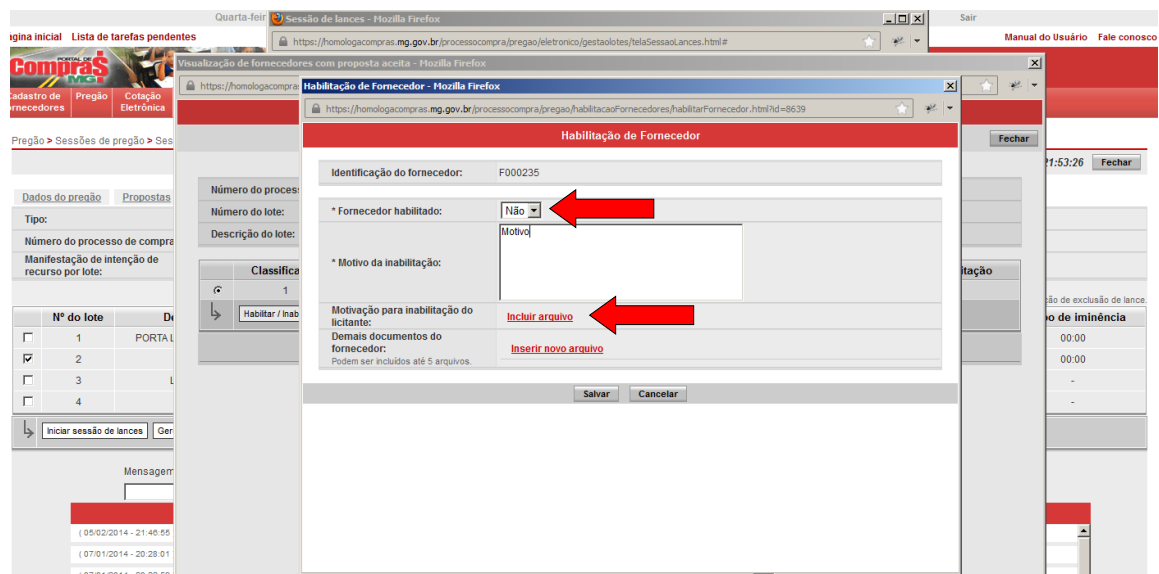 Quarta-feir
Sessão de lances - Mozilla Firefox
Sair
agina inicial Lista de tarefas pendentes
https://homologacompras.mg.gov.br/processocompra/pregao/eletronico/gestaolotes/telaSessaoLances.html#
Manual do Usuário Fale conosco
PORTAL DE
Compras
MG
Visualização de fornecedores com proposta aceita - Mozilla Firefox
https://homologacompras
Habilitação de Fornecedor - Mozilla Firefox
https://homologacompras.mg.gov.br/processocompra/pregao/habilitacaoFornecedores/habilitarFornecedor.html?id=8639
Cadastro de
ornecedores
Pregão
Cotação
Eletrônica
Habilitação de Fornecedor
Fechar
Pregão > Sessões de pregão > Ses
21:53:26 Fechar
Identificação do fornecedor: F000235
Dados do pregão Propostas
Número do process
Tipo:
Número do lote:
* Fornecedor habilitado: Não
Número do processo de compra
Descrição do lote:
Motivo
Manifestação de intenção de
recurso por lote:
* Motivo da inabilitação:
Classifica
itação
1
ão de exclusão de lance.
Habilitar / Inab
Motivação para inabilitação do
licitante:
Incluir arquivo
Nº do lote
De
o de iminência
Demais documentos do
fornecedor:
Inserir novo arquivo
Podem ser incluídos até 5 arquivos.
1 PORTA L 00:00
2 00:00
3 L -
4 -
Salvar Cancelar
Iniciar sessão de lances Ger
Mensagem
( 05/02/2014 - 21:46:55
( 07/01/2014 - 20:28:01